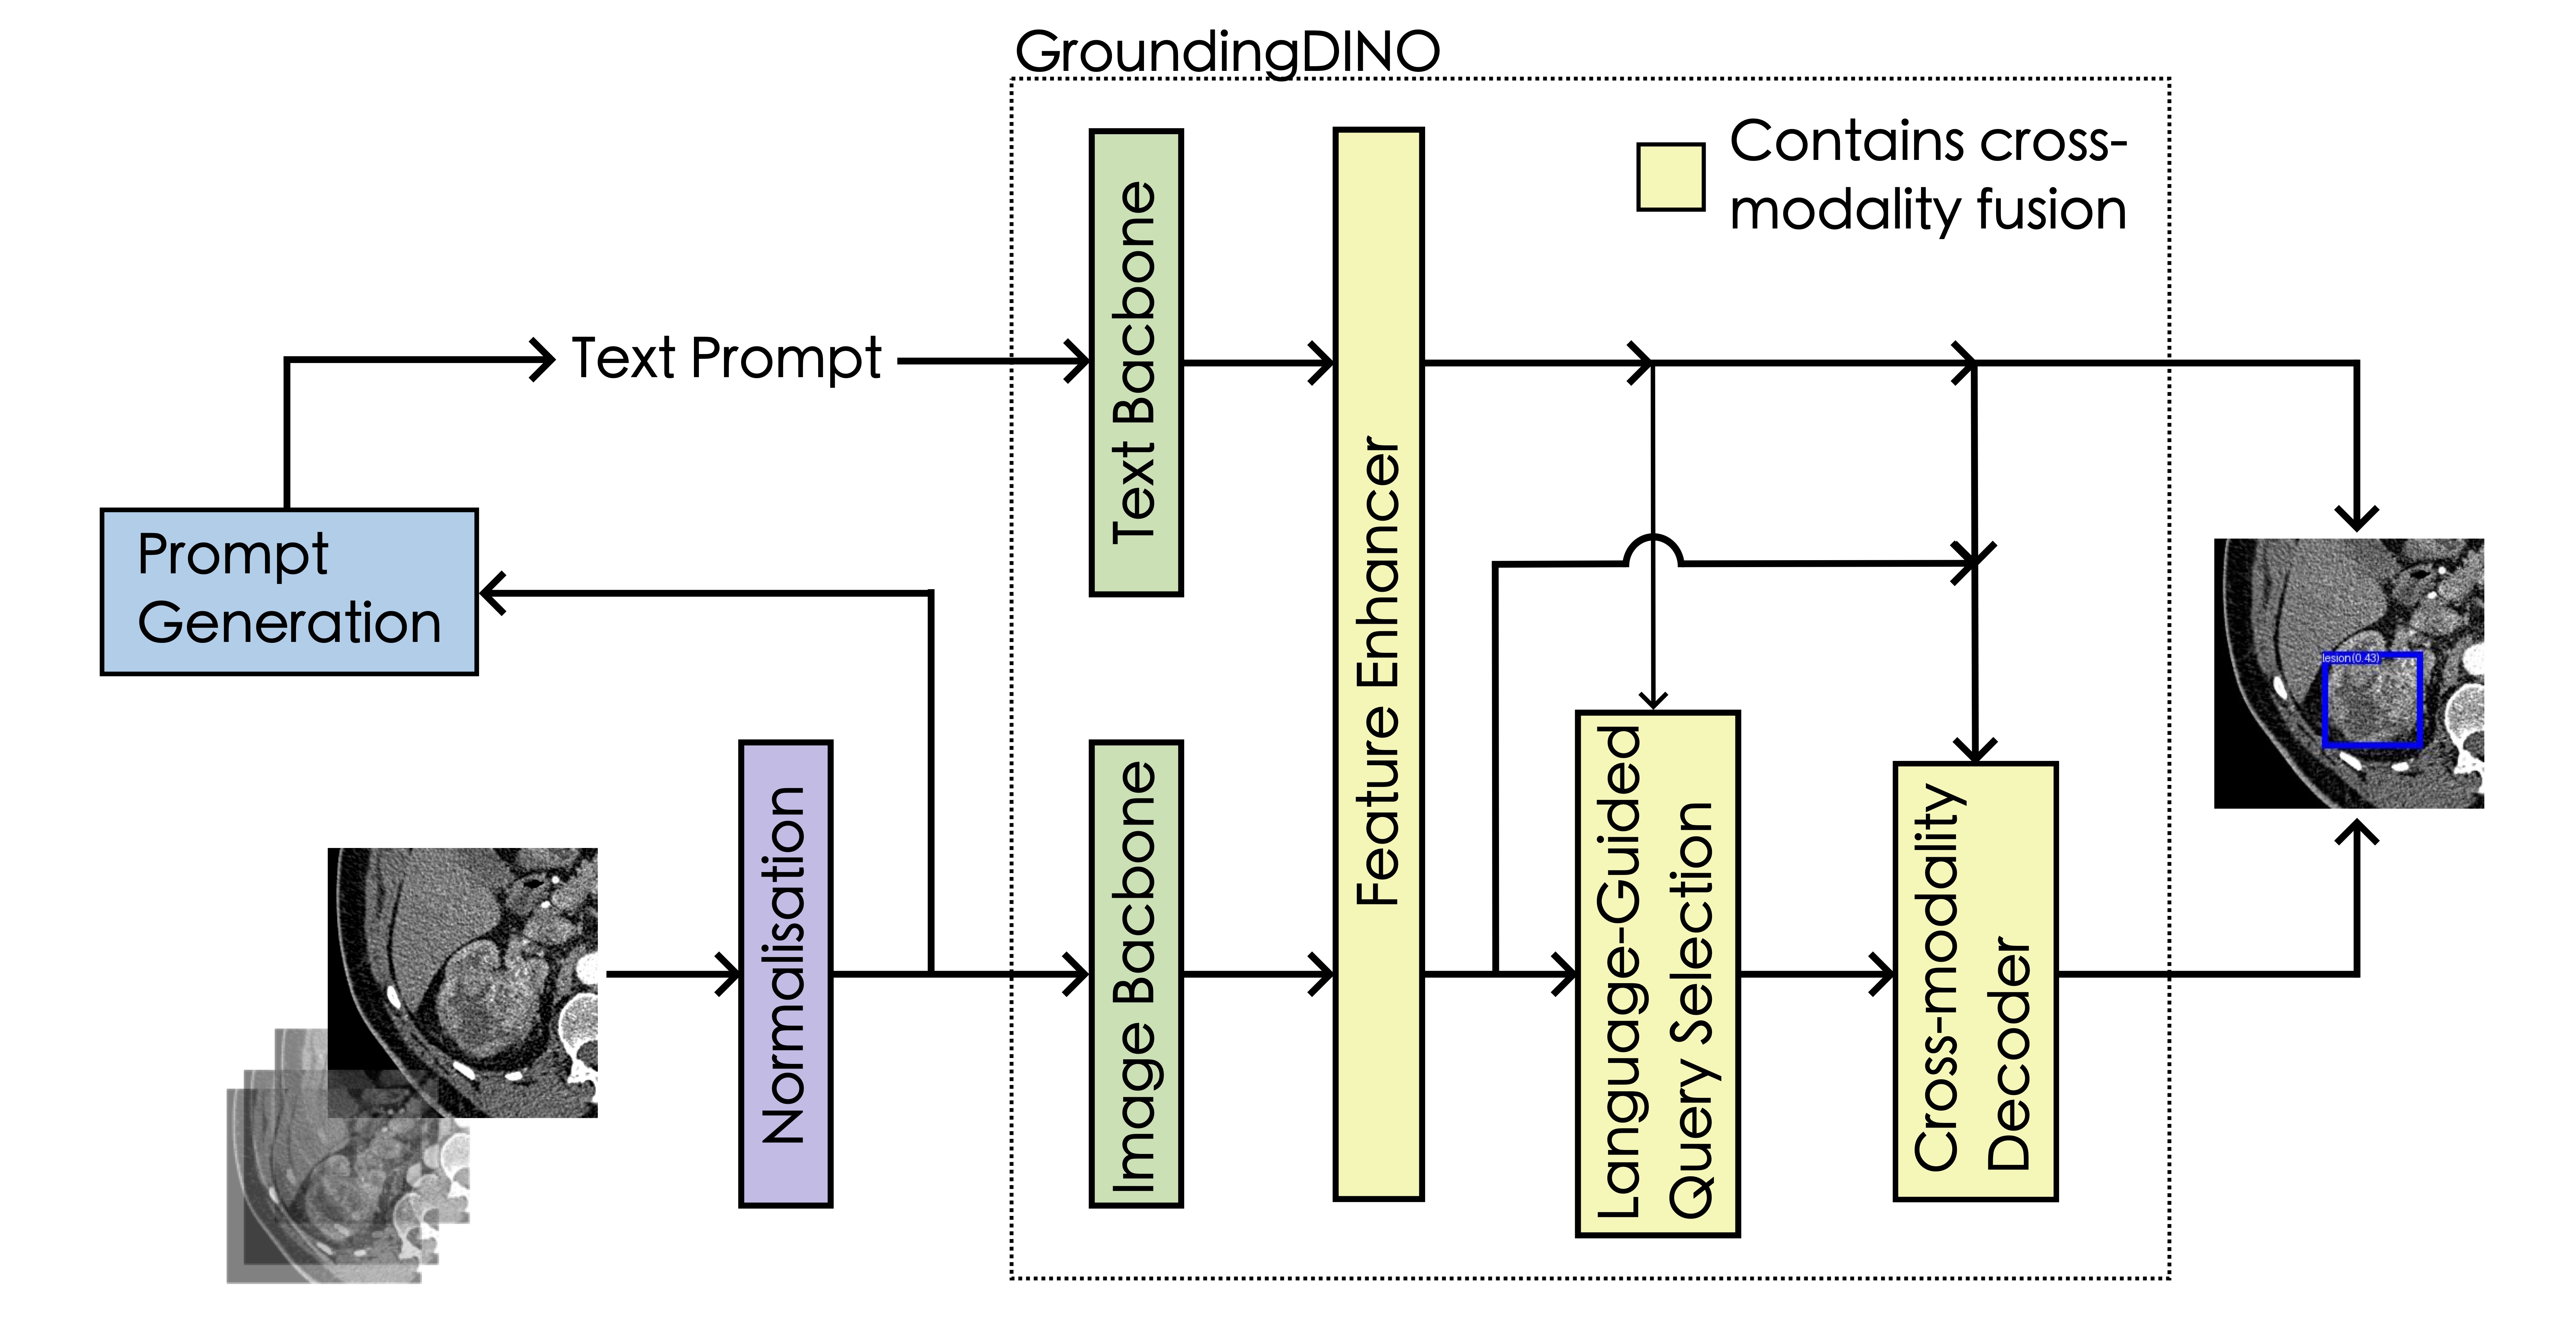 GroundingDINO
Contains cross-
modality fusion
Text Bacbone
Feature Enhancer
Text Prompt
Prompt
Generation
lesion(0.43)
Normalisation
Image Bacbone
Language-Guided
Query Selection
Cross-modality
Decoder